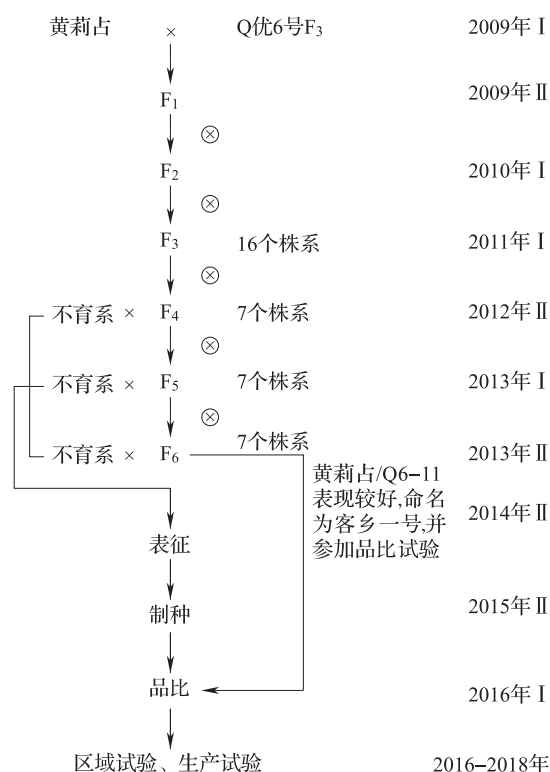 黄莉占 × Q优6号F₃ 2009年Ⅰ
F₁ 2009年Ⅱ
⊗
F₂ 2010年Ⅰ
⊗
F₃ 16个株系 2011年Ⅰ
⊗
不育系 × F₄ 7个株系 2012年Ⅱ
⊗
不育系 × F₅ 7个株系 2013年Ⅰ
⊗
不育系 × F₆ 7个株系 2013年Ⅱ
黄莉占/Q6-11
表现较好,命名
为客乡一号,并
参加品比试验
2014年Ⅱ
表征
制种 2015年Ⅱ
品比 2016年Ⅰ
区域试验、生产试验 2016-2018年